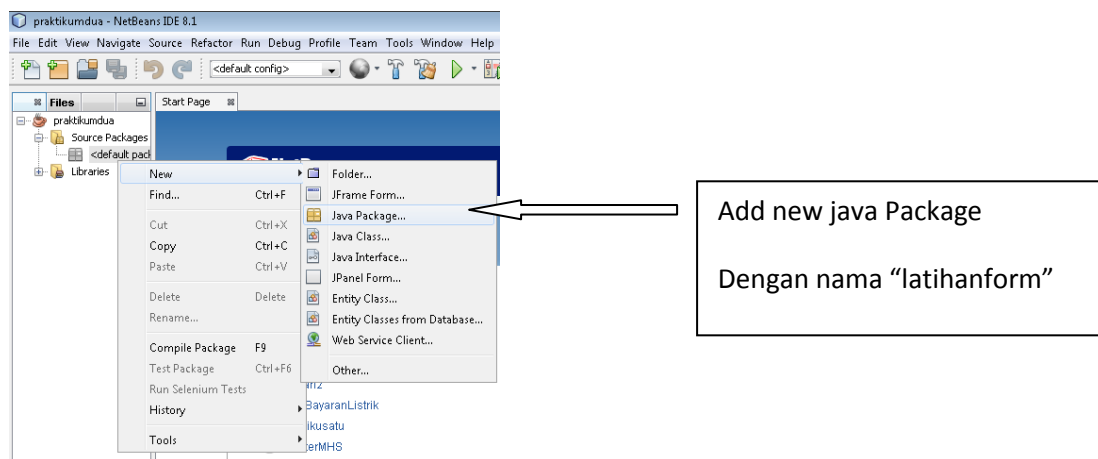 praktikumdua - NetBeans IDE 8.1
File Edit View Navigate Source Refactor Run Debug Profile Team Tools Window Help
<default config>
Files
Start Page
praktikumdua
Source Packages
<default pack
Libraries
New
Find... Ctrl+F
Cut Ctrl+X
Copy Ctrl+C
Paste Ctrl+V
Delete Delete
Rename...
Compile Package F9
Test Package Ctrl+F6
Run Selenium Tests
History
Tools
Folder...
JFrame Form...
Java Package...
Java Class...
Java Interface...
JPanel Form...
Entity Class...
Entity Classes from Database...
Web Service Client...
Other...
BayaranListrik
ikusatu
terMHS
Add new java Package
Dengan nama “latihanform”